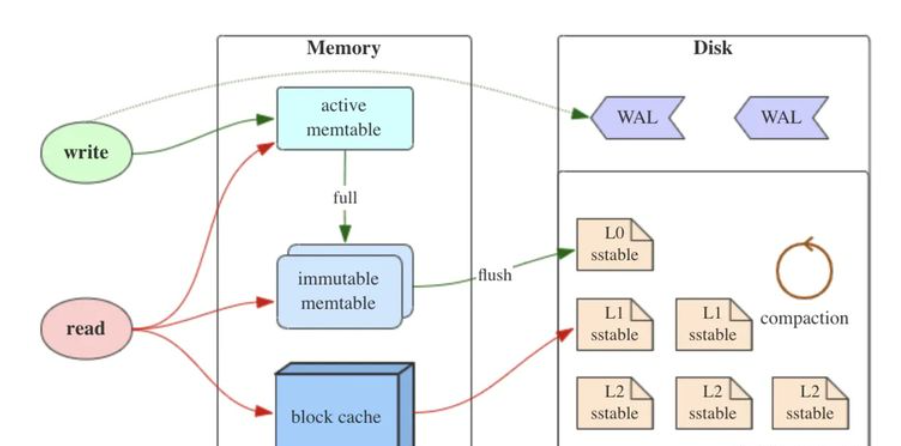 Memory
Disk
active
memtable
WAL
WAL
write
full
L0
sstable
immutable
memtable
flush
L1
sstable
L1
sstable
compaction
read
L2
sstable
L2
sstable
L2
sstable
block cache